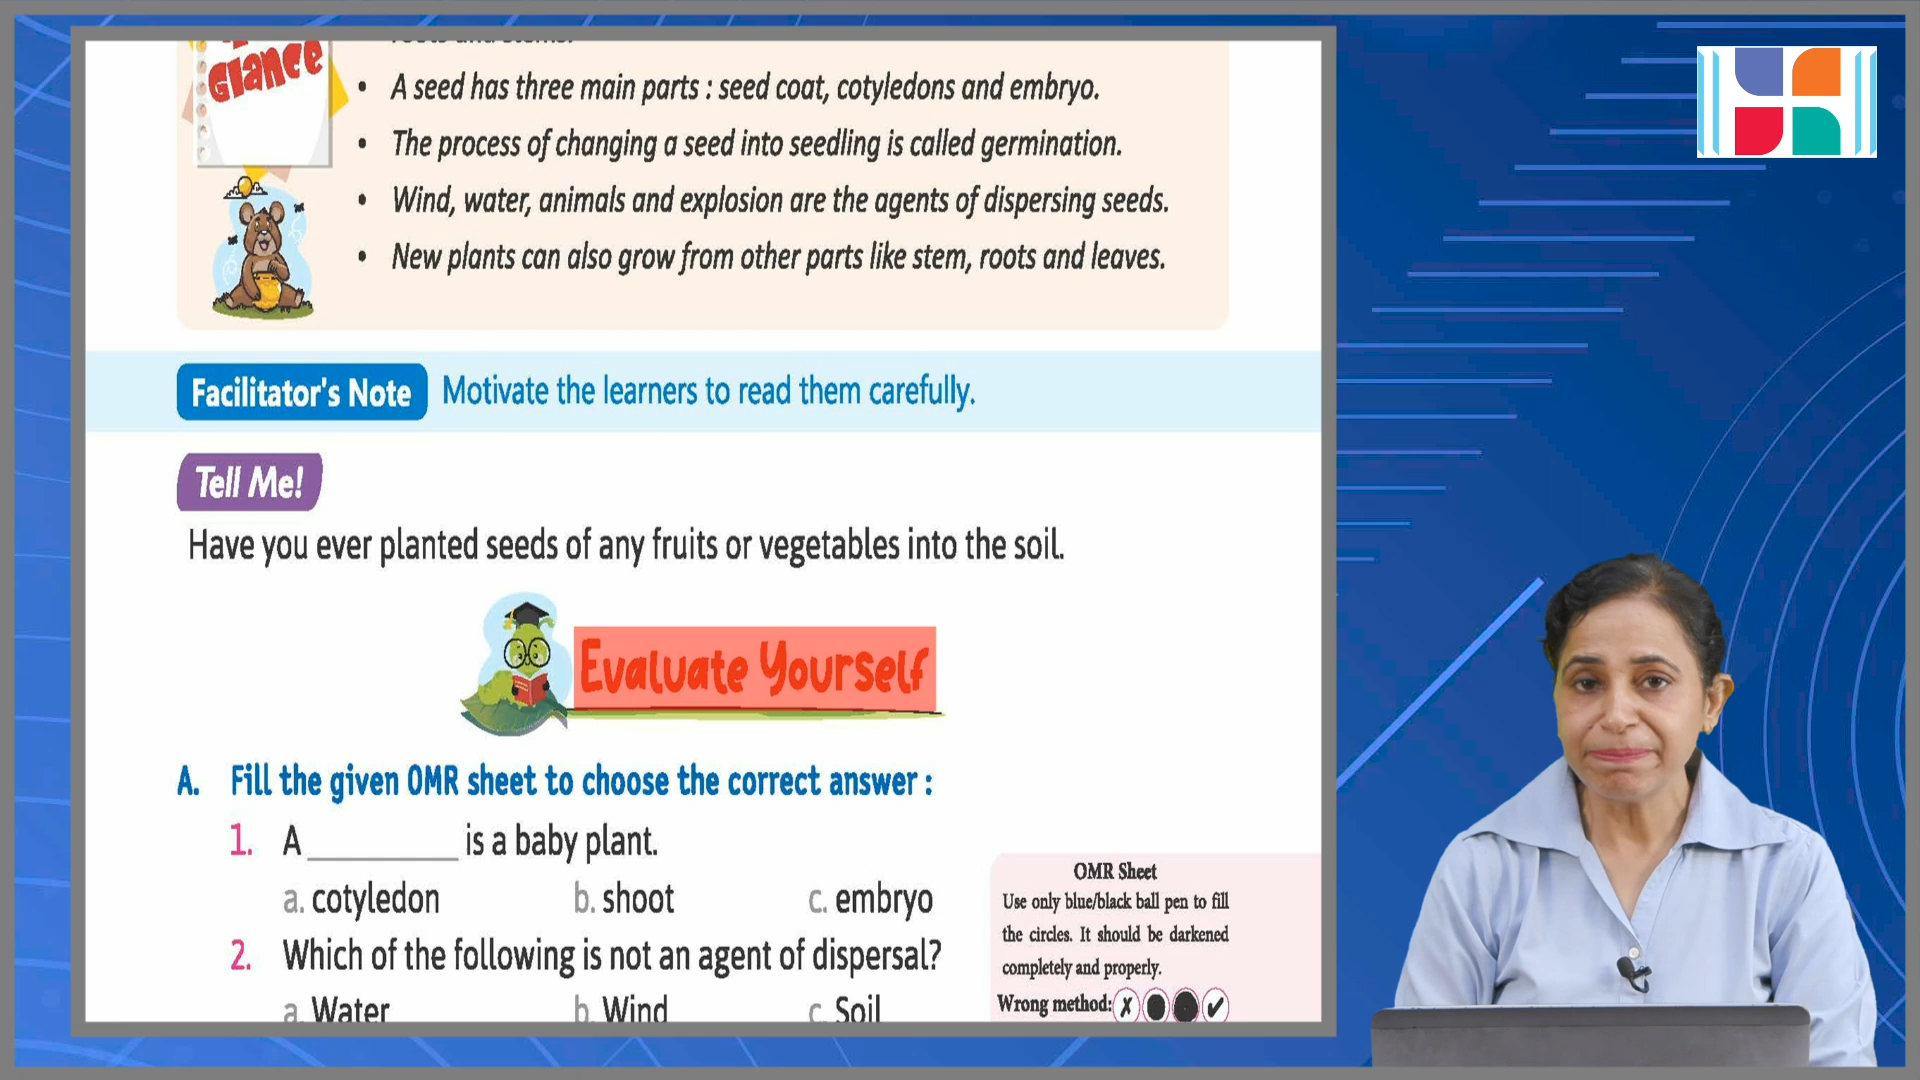 Glance
• A seed has three main parts : seed coat, cotyledons and embryo.
• The process of changing a seed into seedling is called germination.
• Wind, water, animals and explosion are the agents of dispersing seeds.
• New plants can also grow from other parts like stem, roots and leaves.
Facilitator's Note Motivate the learners to read them carefully.
Tell Me!
Have you ever planted seeds of any fruits or vegetables into the soil.
Evaluate Yourself
A. Fill the given OMR sheet to choose the correct answer :
1. A __________ is a baby plant.
a. cotyledon b. shoot c. embryo
2. Which of the following is not an agent of dispersal?
a. Water b. Wind c. Soil
OMR Sheet
Use only blue/black ball pen to fill
the circles. It should be darkened
completely and properly.
Wrong method: